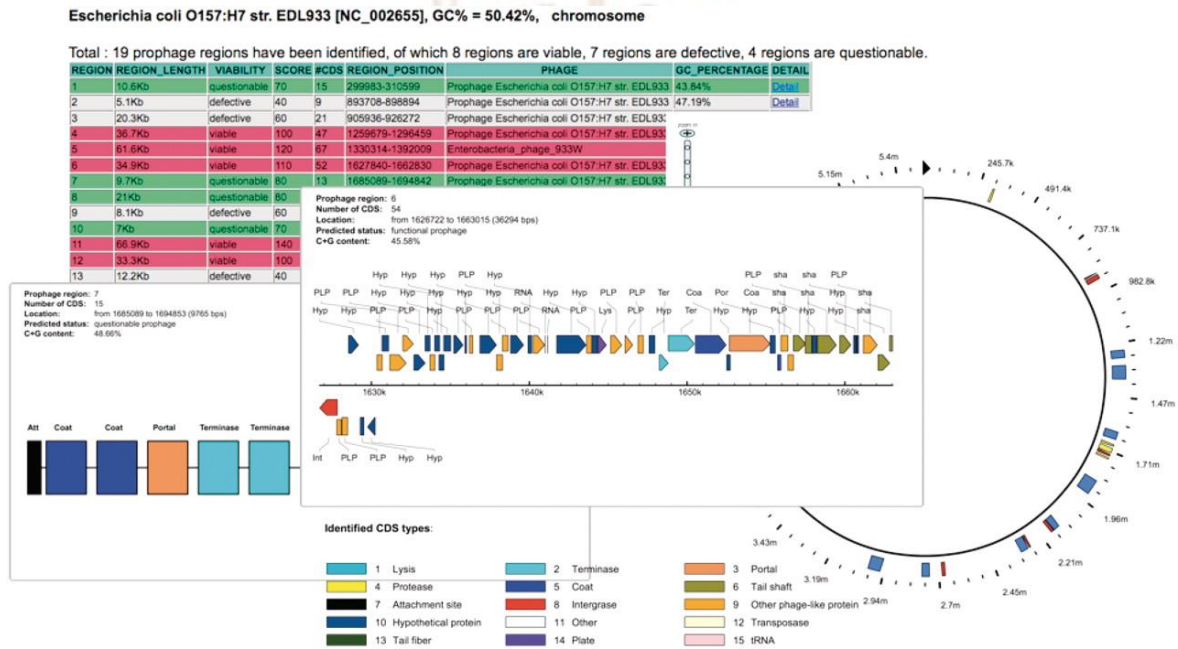 Escherichia coli O157:H7 str. EDL933 [NC_002655], GC% = 50.42%, chromosome
Total : 19 prophage regions have been identified, of which 8 regions are viable, 7 regions are defective, 4 regions are questionable.
REGION REGION_LENGTH VIABILITY SCORE #CDS REGION_POSITION PHAGE GC_PERCENTAGE DETAIL
1 10.6Kb questionable 70 15 299983-310599 Prophage Escherichia coli O157:H7 str. EDL933 43.84% Detail
2 5.1Kb defective 40 9 893708-898894 Prophage Escherichia coli O157:H7 str. EDL933 47.19% Detail
3 20.3Kb defective 60 21 905936-926272 Prophage Escherichia coli O157:H7 str. EDL933
4 36.7Kb viable 100 47 1259679-1296459 Prophage Escherichia coli O157:H7 str. EDL933
5 61.6Kb viable 120 67 1330314-1392009 Enterobacteria_phage_933W
6 34.9Kb viable 110 52 1627840-1662830 Prophage Escherichia coli O157:H7 str. EDL933
7 9.7Kb questionable 80 13 1685089-1694842 Prophage Escherichia coli O157:H7 str. EDL933
8 21Kb questionable 80
9 8.1Kb defective 60
10 7Kb questionable 70
11 66.9Kb viable 140
12 33.3Kb viable 100
13 12.2Kb defective 40
Prophage region: 6
Number of CDS: 54
Location: from 1626722 to 1663015 (36294 bps)
Predicted status: functional prophage
C+G content: 45.58%
Hyp Hyp Hyp PLP Hyp PLP sha sha PLP
PLP PLP Hyp Hyp Hyp Hyp Hyp RNA Hyp Hyp PLP PLP Ter Coa Por Coa sha sha Hyp sha
Hyp Hyp PLP PLP Hyp PLP PLP PLP RNA PLP Lys PLP Hyp Ter Hyp Hyp PLP Hyp Hyp sha
1630k 1640k 1650k 1660k
Int PLP PLP Hyp Hyp
Prophage region: 7
Number of CDS: 15
Location: from 1685089 to 1694853 (9765 bps)
Predicted status: questionable prophage
C+G content: 48.66%
Att Coat Coat Portal Terminase Terminase
5.15m
5.4m
245.7k
491.4k
737.1k
982.8k
1.22m
1.47m
1.71m
1.96m
2.21m
2.45m
2.7m
2.94m
3.19m
3.43m
Identified CDS types:
1 Lysis 2 Terminase 3 Portal
4 Protease 5 Coat 6 Tail shaft
7 Attachment site 8 Intergrase 9 Other phage-like protein
10 Hypothetical protein 11 Other 12 Transposase
13 Tail fiber 14 Plate 15 tRNA